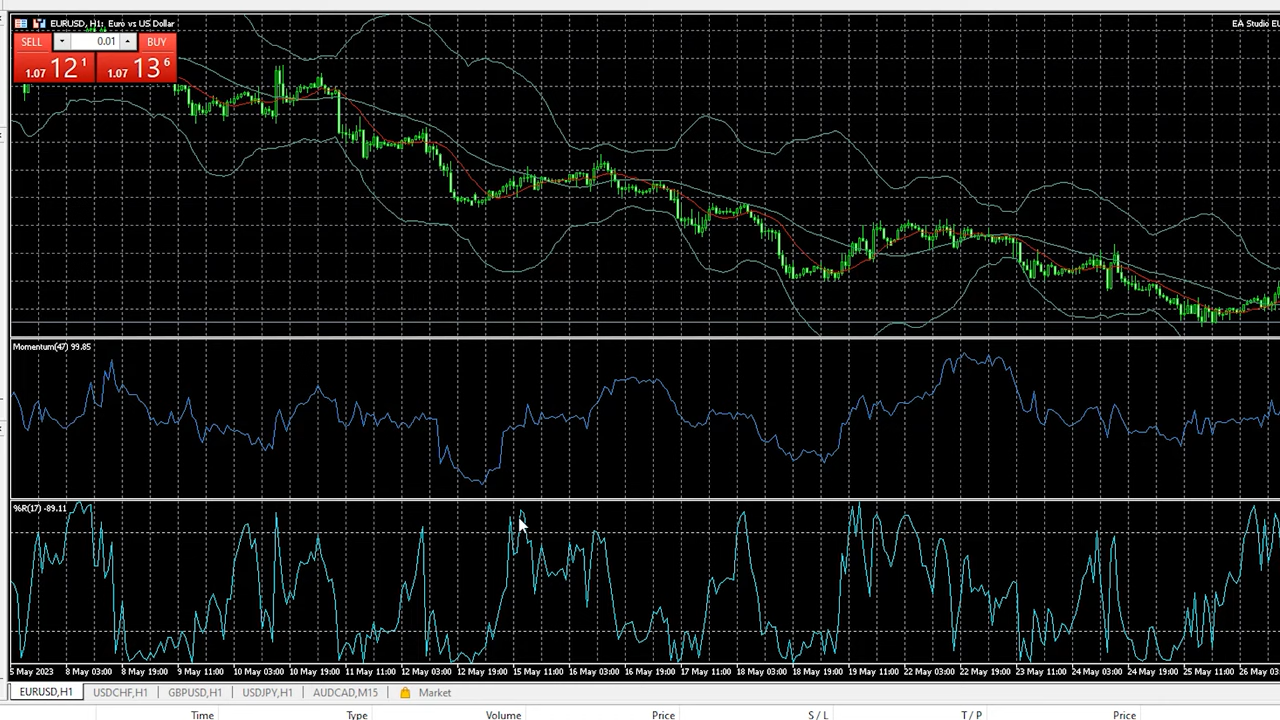 EURUSD, H1: Euro vs US Dollar
EA Studio EU
SELL 0.01 BUY
1.07 12 1 1.07 13 6
Momentum(47) 99.85
%R(17) -89.11
5 May 2023 8 May 03:00 8 May 19:00 9 May 11:00 10 May 03:00 10 May 19:00 11 May 11:00 12 May 03:00 12 May 19:00 15 May 11:00 16 May 03:00 16 May 19:00 17 May 11:00 18 May 03:00 18 May 19:00 19 May 11:00 22 May 03:00 22 May 19:00 23 May 11:00 24 May 03:00 24 May 19:00 25 May 11:00 26 May 03:0
EURUSD,H1 USDCHF,H1 GBPUSD,H1 USDJPY,H1 AUDCAD,M15 Market
Time Type Volume Price S / L T / P Price